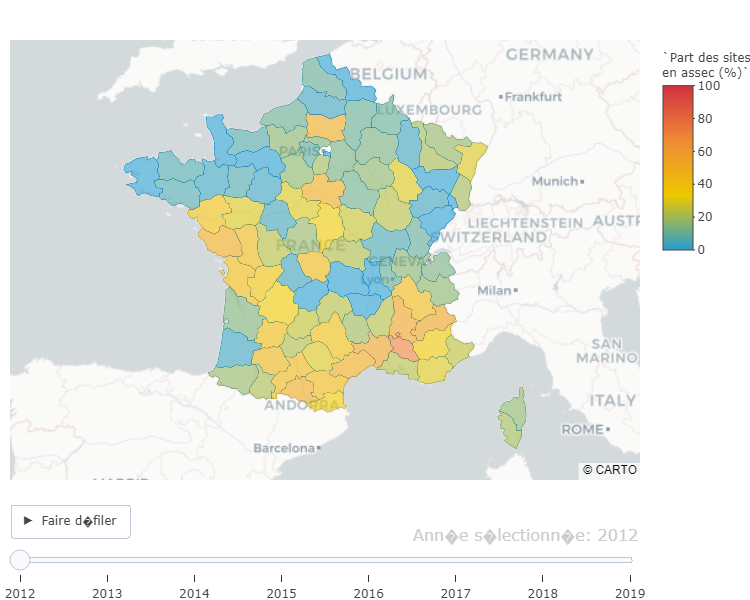 `Part des sites
en assec (%)`
100
80
60
40
20
0
GERMANY
BELGIUM
Frankfurt
LUXEMBOURG
PARIS
Munich
LIECHTENSTEIN AUSTR
SWITZERLAND
FRANCE
GENEVA
Lyon
Milan
SAN
MARINO
ITALY
ANDORRA
ROME
Barcelona
© CARTO
► Faire d�filer
Ann�e s�lectionn�e: 2012
2012 2013 2014 2015 2016 2017 2018 2019